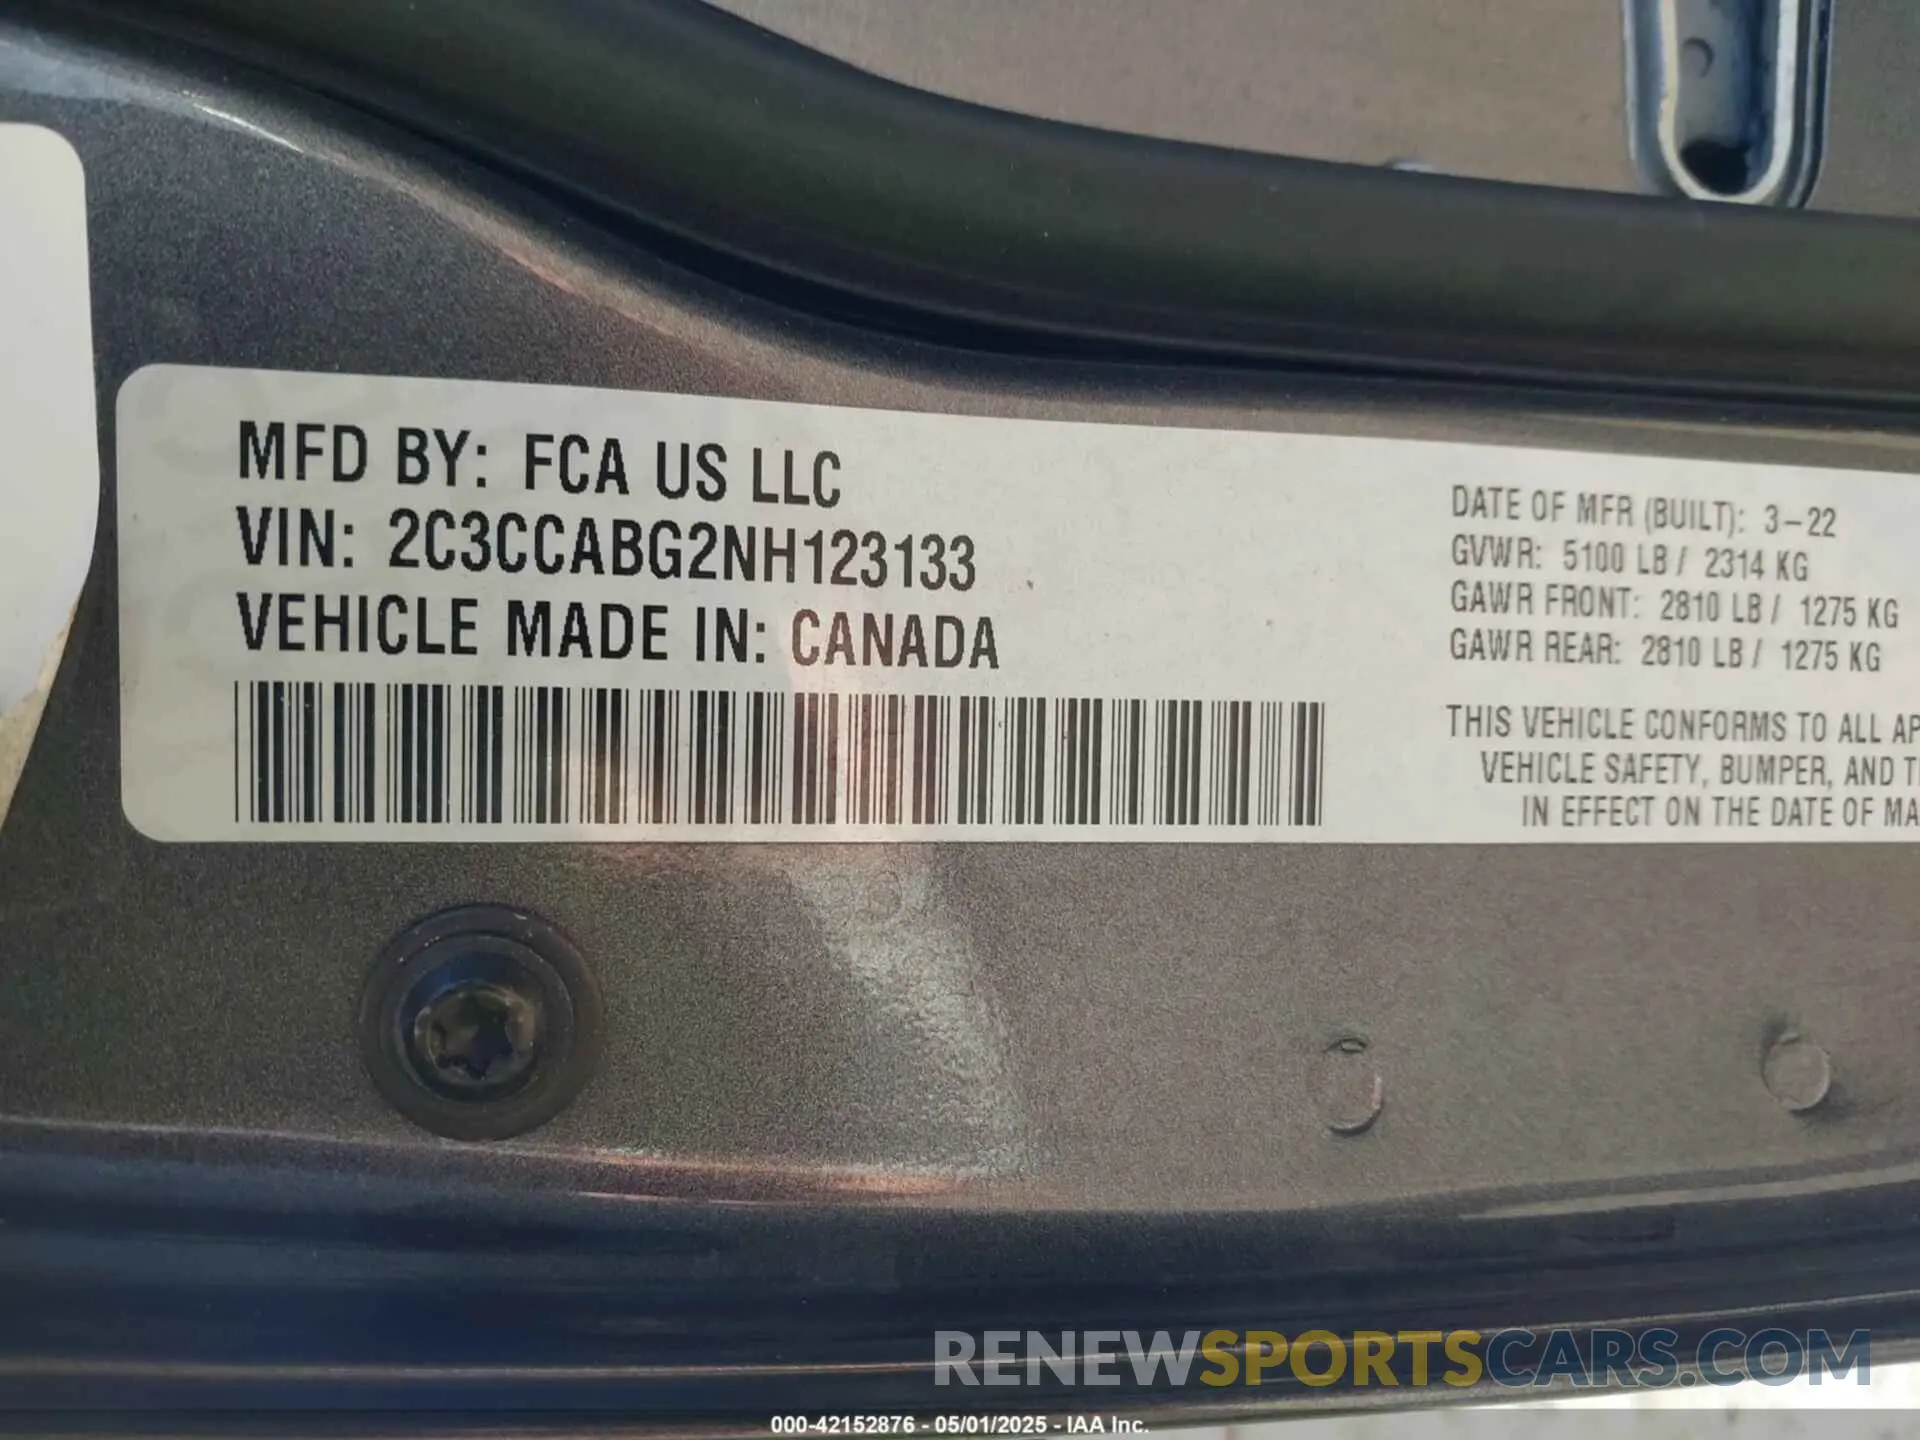 MFD BY: FCA US LLC
VIN: 2C3CCABG2NH123133
VEHICLE MADE IN: CANADA
DATE OF MFR (BUILT): 3-22
GVWR: 5100 LB / 2314 KG
GAWR FRONT: 2810 LB / 1275 KG
GAWR REAR: 2810 LB / 1275 KG
THIS VEHICLE CONFORMS TO ALL AP
VEHICLE SAFETY, BUMPER, AND T
IN EFFECT ON THE DATE OF MA
RENEWSPORTSCARS.COM
000-42152876 - 05/01/2025 - IAA Inc.